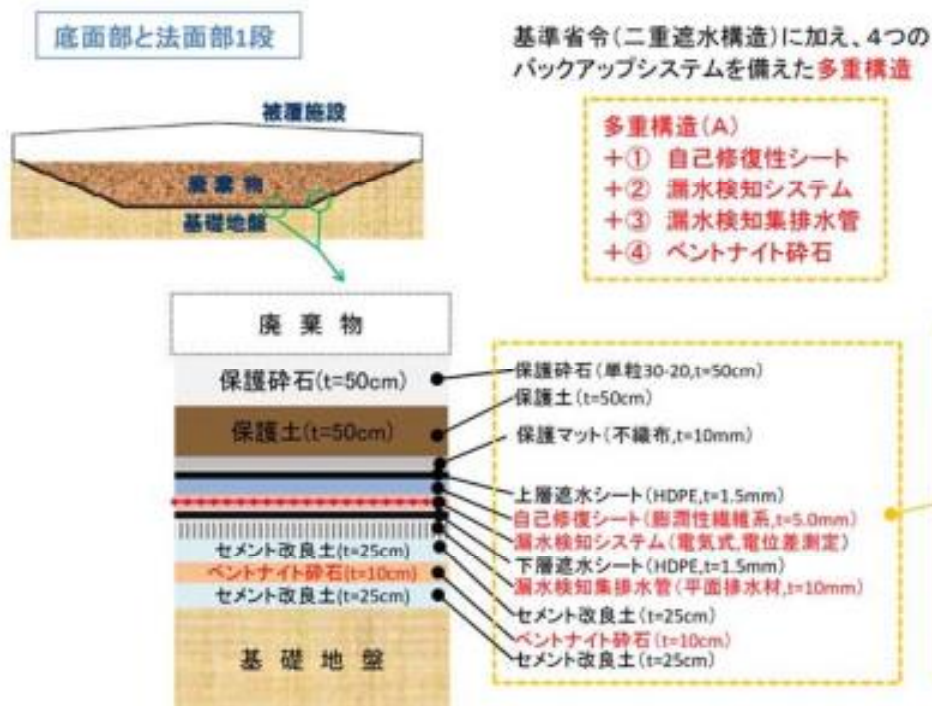 底面部と法面部1段
基準省令(二重遮水構造)に加え、4つの
バックアップシステムを備えた多重構造
被覆施設
廃棄物
基礎地盤
多重構造(A)
+① 自己修復性シート
+② 漏水検知システム
+③ 漏水検知集排水管
+④ ベントナイト砕石
廃棄物
保護砕石(t=50cm)
保護土(t=50cm)
セメント改良土(t=25cm)
ベントナイト砕石(t=10cm)
セメント改良土(t=25cm)
基礎地盤
保護砕石(単粒30-20,t=50cm)
保護土(t=50cm)
保護マット(不織布,t=10mm)
上層遮水シート(HDPE,t=1.5mm)
自己修復シート(膨潤性繊維系,t=5.0mm)
漏水検知システム(電気式,電位差測定)
下層遮水シート(HDPE,t=1.5mm)
漏水検知集排水管(平面排水材,t=10mm)
セメント改良土(t=25cm)
ベントナイト砕石(t=10cm)
セメント改良土(t=25cm)